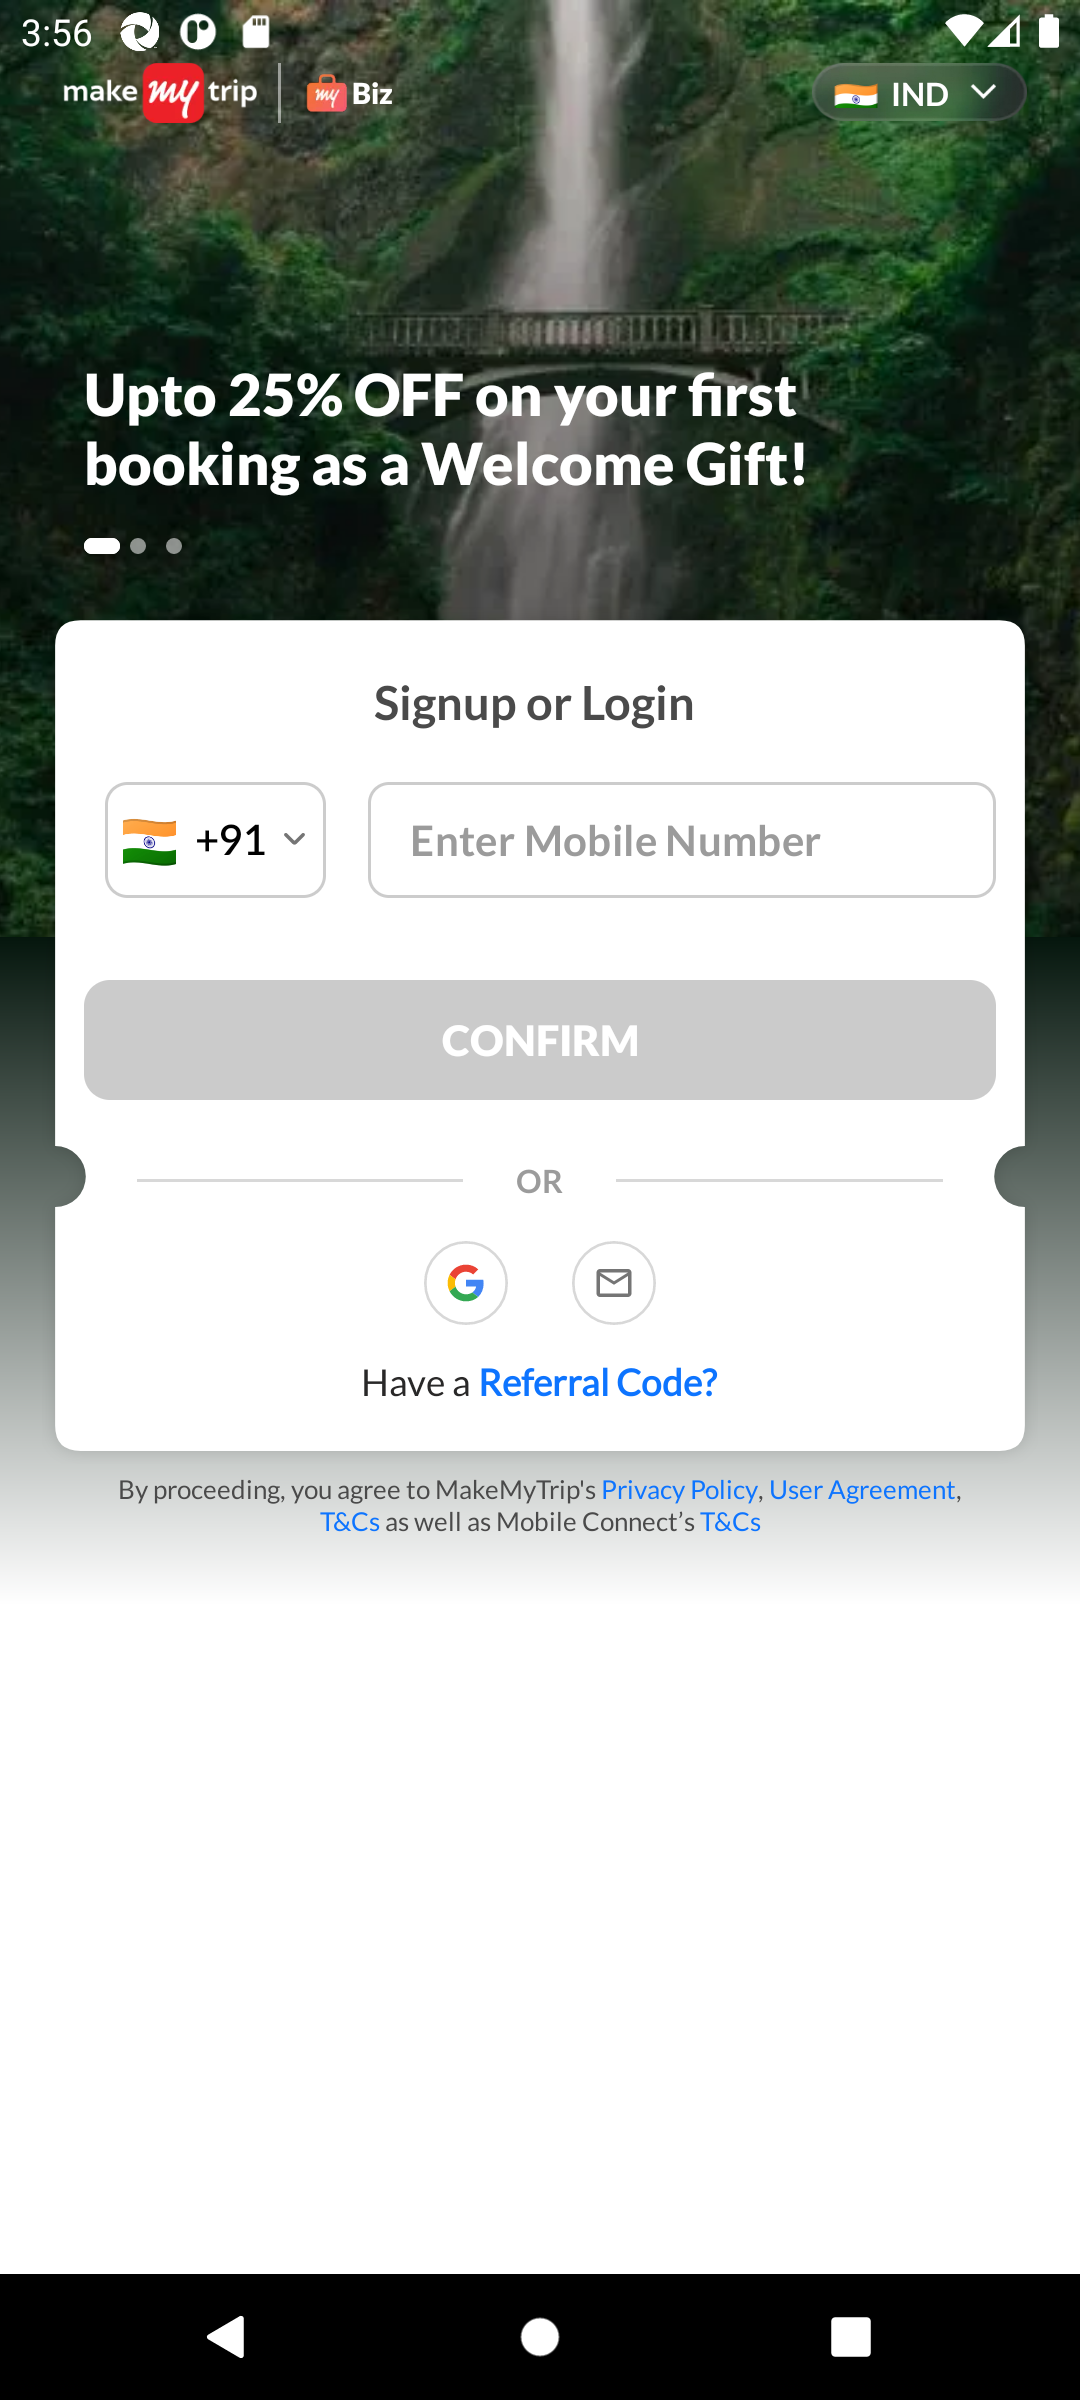 3:56
make my trip my Biz
IND
Upto 25% OFF on your first
booking as a Welcome Gift!
Signup or Login
+91 Enter Mobile Number
CONFIRM
OR
Have a Referral Code?
By proceeding, you agree to MakeMyTrip's Privacy Policy, User Agreement,
T&Cs as well as Mobile Connect’s T&Cs